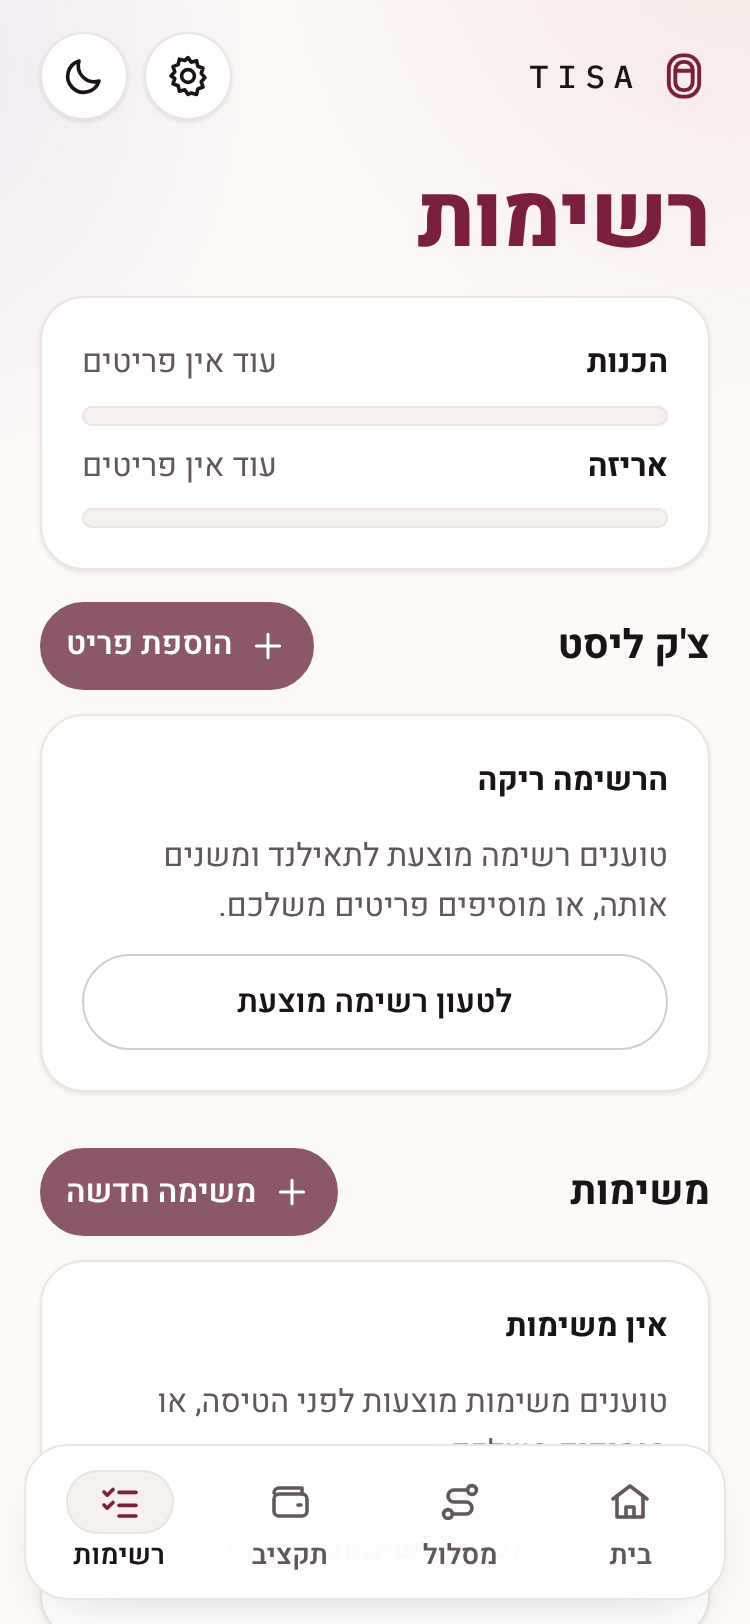 TISA
רשימות
הכנות
עוד אין פריטים
אריזה
עוד אין פריטים
צ'ק ליסט
הוספת פריט
הרשימה ריקה
טוענים רשימה מוצעת לתאילנד ומשנים
אותה, או מוסיפים פריטים משלכם.
לטעון רשימה מוצעת
משימות
משימה חדשה
אין משימות
טוענים משימות מוצעות לפני הטיסה, או
בית
מסלול
תקציב
רשימות